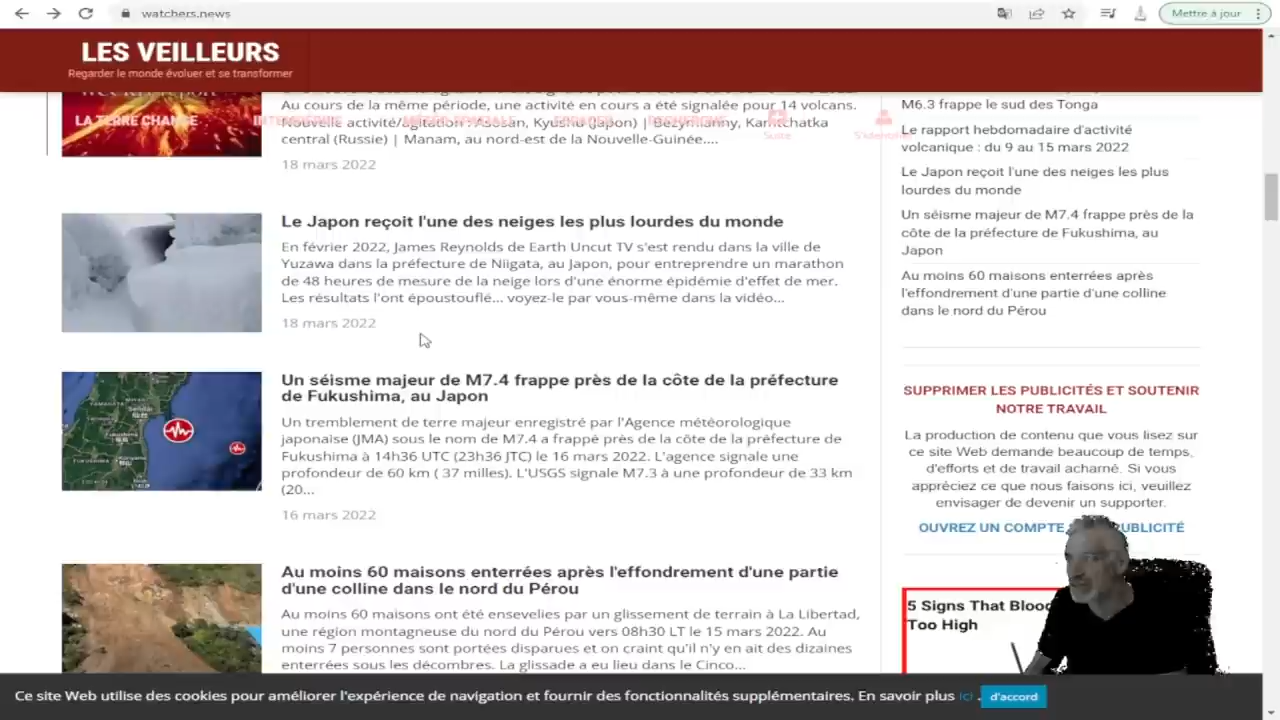 watchers.news
Mettre à jour
LES VEILLEURS
Regarder le monde évoluer et se transformer
LA TERRE CHANGE
Suite
Au cours de la même période, une activité en cours a été signalée pour 14 volcans.
Nouvelle activité/agitation : Asosan, Kyushu (Japon) | Bezymianny, Kamtchatka
central (Russie) | Manam, au nord-est de la Nouvelle-Guinée....
18 mars 2022
Le Japon reçoit l'une des neiges les plus lourdes du monde
En février 2022, James Reynolds de Earth Uncut TV s'est rendu dans la ville de
Yuzawa dans la préfecture de Niigata, au Japon, pour entreprendre un marathon
de 48 heures de mesure de la neige lors d'une énorme épidémie d'effet de mer.
Les résultats l'ont époustouflé... voyez-le par vous-même dans la vidéo...
18 mars 2022
Un séisme majeur de M7.4 frappe près de la côte de la préfecture
de Fukushima, au Japon
Un tremblement de terre majeur enregistré par l'Agence météorologique
japonaise (JMA) sous le nom de M7.4 a frappé près de la côte de la préfecture de
Fukushima à 14h36 UTC (23h36 JTC) le 16 mars 2022. L'agence signale une
profondeur de 60 km ( 37 milles). L'USGS signale M7.3 à une profondeur de 33 km
(20...
16 mars 2022
Au moins 60 maisons enterrées après l'effondrement d'une partie
d'une colline dans le nord du Pérou
Au moins 60 maisons ont été ensevelies par un glissement de terrain à La Libertad,
une région montagneuse du nord du Pérou vers 08h30 LT le 15 mars 2022. Au
moins 7 personnes sont portées disparues et on craint qu'il n'y en ait des dizaines
enterrées sous les décombres. La glissade a eu lieu dans le Cinco...
M6.3 frappe le sud des Tonga
Le rapport hebdomadaire d'activité
volcanique : du 9 au 15 mars 2022
Le Japon reçoit l'une des neiges les plus
lourdes du monde
Un séisme majeur de M7.4 frappe près de la
côte de la préfecture de Fukushima, au
Japon
Au moins 60 maisons enterrées après
l'effondrement d'une partie d'une colline
dans le nord du Pérou
SUPPRIMER LES PUBLICITÉS ET SOUTENIR
NOTRE TRAVAIL
La production de contenu que vous lisez sur
ce site Web demande beaucoup de temps,
d'efforts et de travail acharné. Si vous
appréciez ce que nous faisons ici, veuillez
envisager de devenir un supporter.
OUVREZ UN COMPTE PUBLICITÉ
5 Signs That Blood
Too High
Ce site Web utilise des cookies pour améliorer l'expérience de navigation et fournir des fonctionnalités supplémentaires. En savoir plus ici .
d'accord